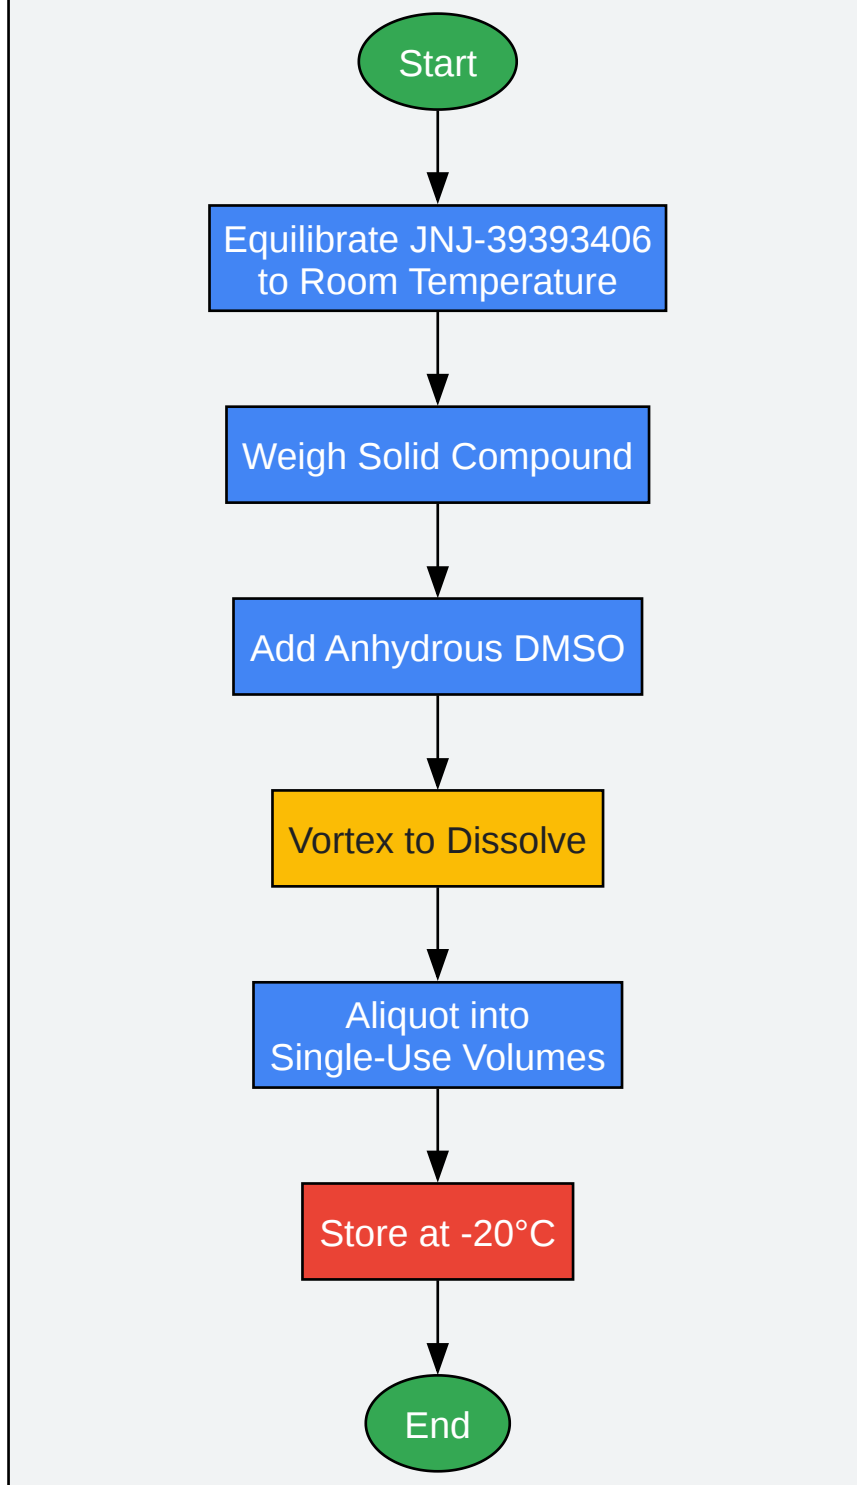 Start
Equilibrate JNJ-39393406
to Room Temperature
Weigh Solid Compound
Add Anhydrous DMSO
Vortex to Dissolve
Aliquot into
Single-Use Volumes
Store at -20°C
End